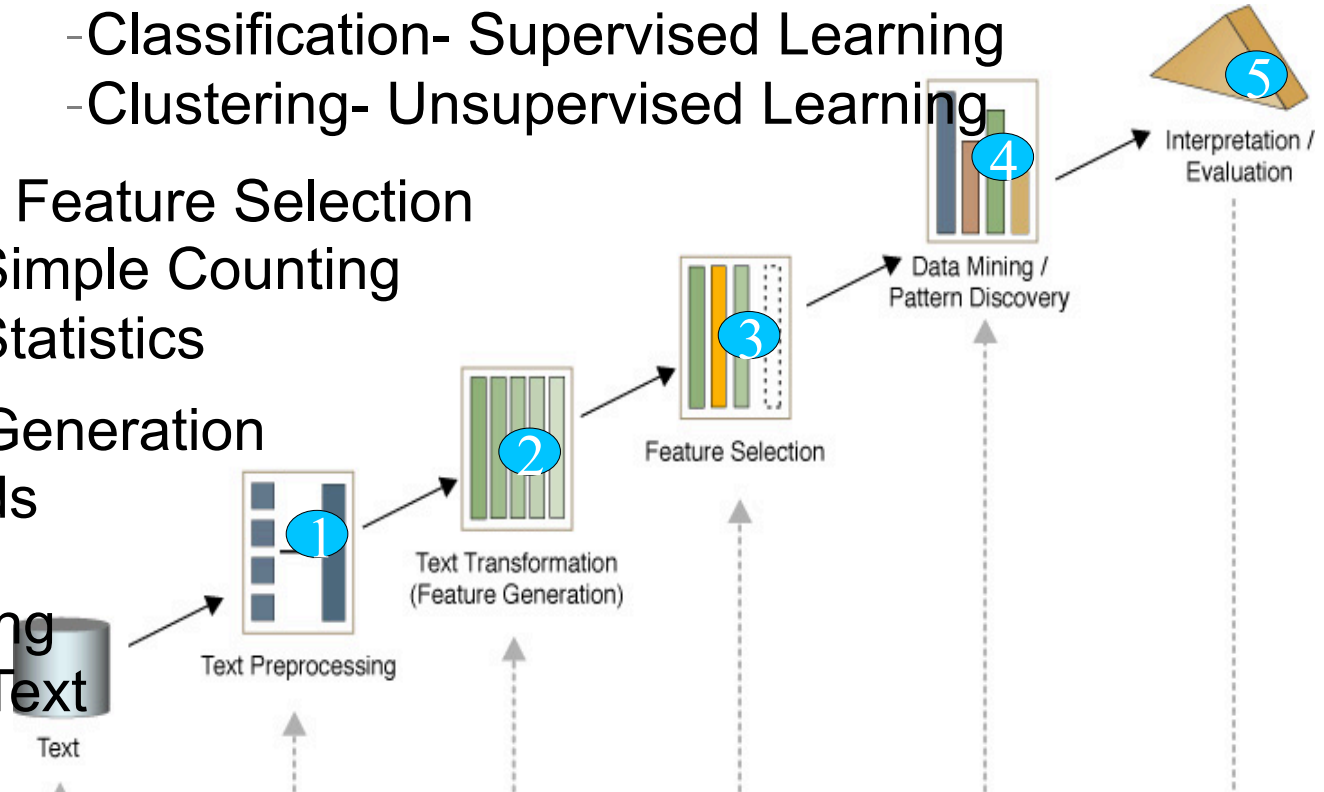 -Classification- Supervised Learning
-Clustering- Unsupervised Learning
5
Interpretation /
Evaluation
4
Data Mining /
Pattern Discovery
Feature Selection
Simple Counting
Statistics
3
Feature Selection
Generation
ds
2
Text Transformation
(Feature Generation)
1
Text Preprocessing
ng
Text
Text